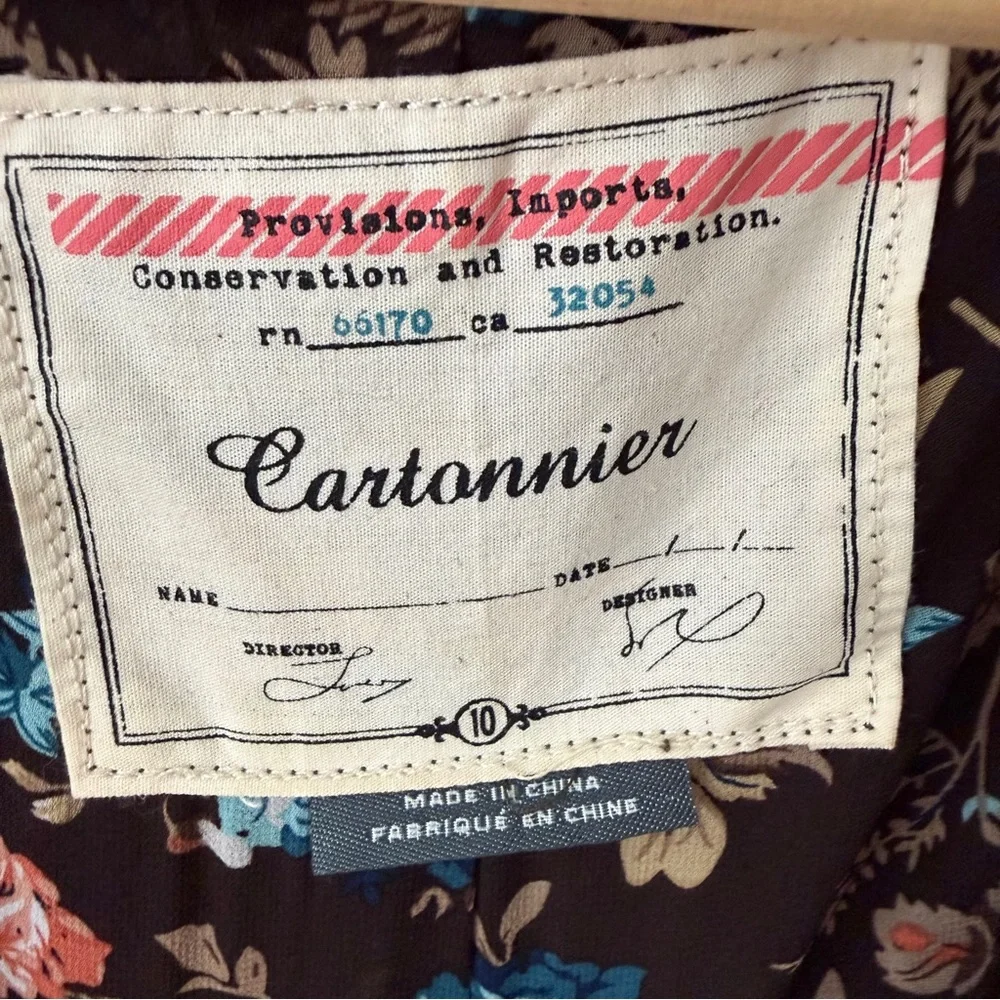 Provisions, Imports,
Conservation and Restoration.
rn 66170 ca 32054
Cartonnier
NAME DATE / /
DIRECTOR DESIGNER
10
MADE IN CHINA
FABRIQUÉ EN CHINE